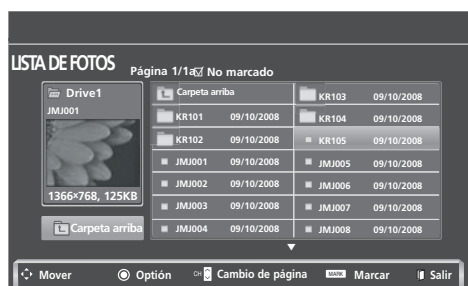 LISTA DE FOTOS
Página 1/1a No marcado
Drive1
JMJ001
1366×768, 125KB
Carpeta arriba
Carpeta arriba
KR101 09/10/2008
KR102 09/10/2008
JMJ001 09/10/2008
JMJ002 09/10/2008
JMJ003 09/10/2008
JMJ004 09/10/2008
KR103 09/10/2008
KR104 09/10/2008
KR105 09/10/2008
JMJ005 09/10/2008
JMJ006 09/10/2008
JMJ007 09/10/2008
JMJ008 09/10/2008
Mover Opción CH Cambio de página MARK Marcar Salir